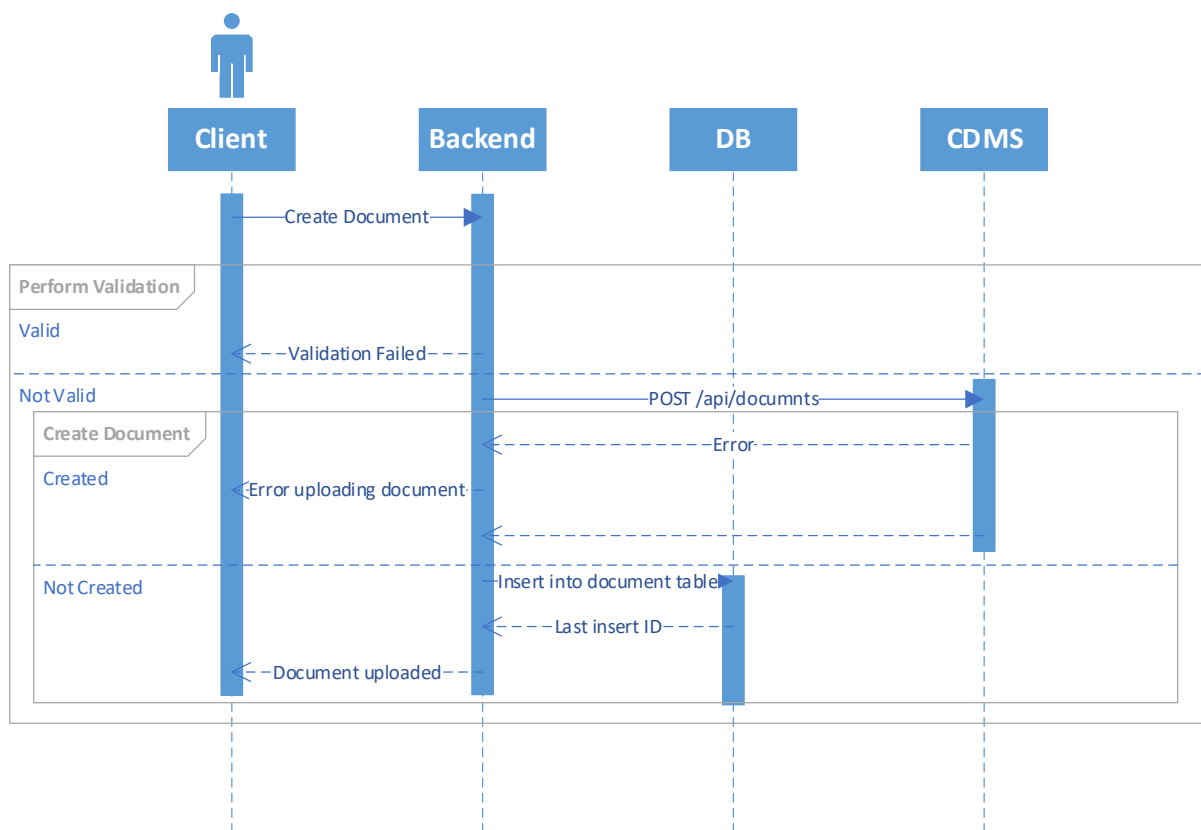 Client
Backend
DB
CDMS
Create Document
Perform Validation
Valid
Validation Failed
Not Valid
POST /api/documnts
Create Document
Error
Created
Error uploading document
Not Created
Insert into document table
Last insert ID
Document uploaded